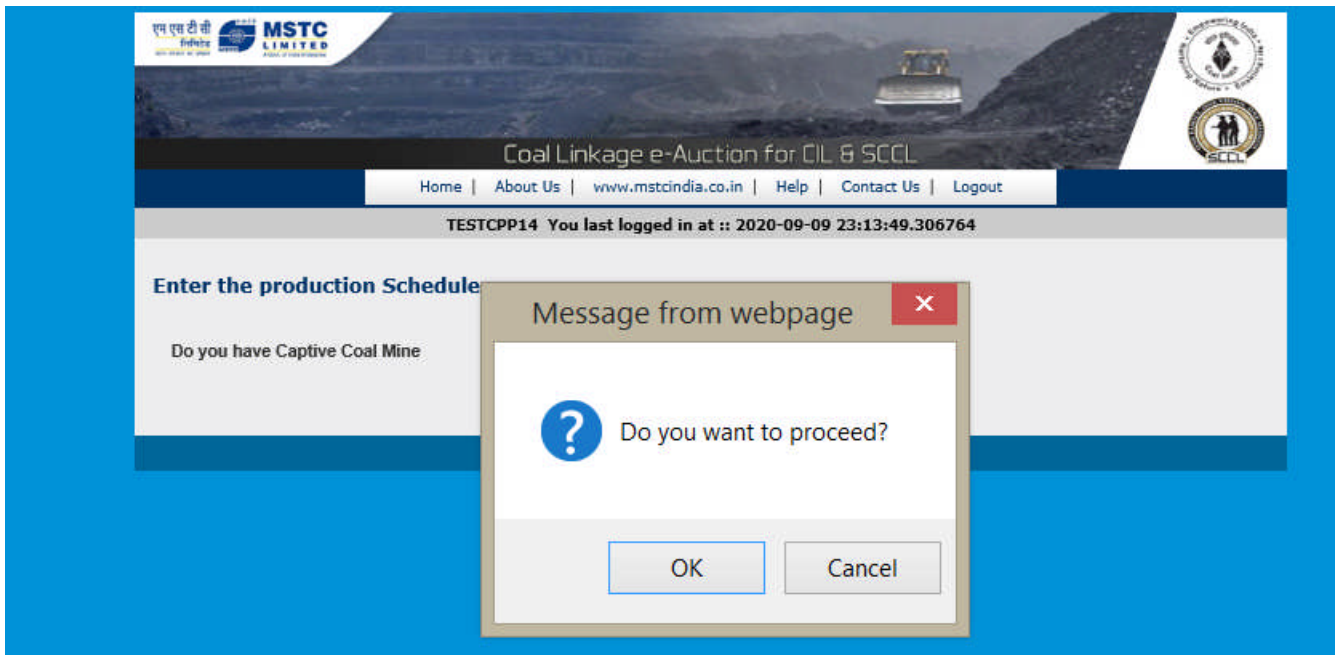 एन एस टी सी
लिमिटेड
MSTC
LIMITED
Coal Linkage e-Auction for CIL & SCCL
SCCL
Home | About Us | www.mstcindia.co.in | Help | Contact Us | Logout
TESTCPP14 You last logged in at :: 2020-09-09 23:13:49.306764
Enter the production Schedule
Do you have Captive Coal Mine
Message from webpage
Do you want to proceed?
OK
Cancel